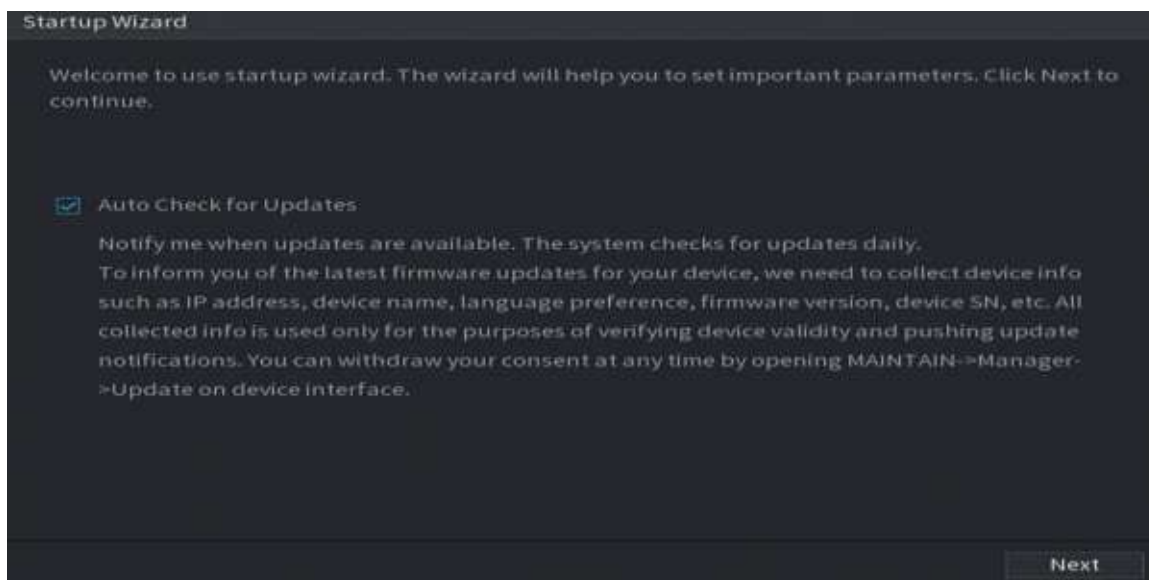 Startup Wizard
Welcome to use startup wizard. The wizard will help you to set important parameters. Click Next to
continue.
Auto Check for Updates
Notify me when updates are available. The system checks for updates daily.
To inform you of the latest firmware updates for your device, we need to collect device info
such as IP address, device name, language preference, firmware version, device SN, etc. All
collected info is used only for the purposes of verifying device validity and pushing update
notifications. You can withdraw your consent at any time by opening MAINTAIN->Manager-
>Update on device interface.
Next